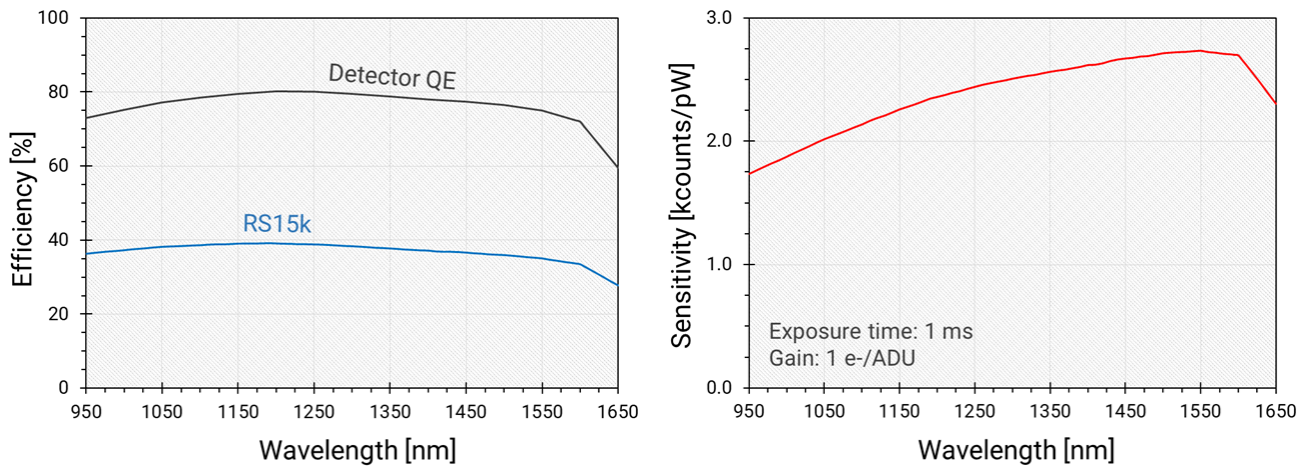 100
80
60
40
20
0
Efficiency [%]
Detector QE
RS15k
950 1050 1150 1250 1350 1450 1550 1650
Wavelength [nm]
3.0
2.0
1.0
0.0
Sensitivity [kcounts/pW]
Exposure time: 1 ms
Gain: 1 e-/ADU
950 1050 1150 1250 1350 1450 1550 1650
Wavelength [nm]